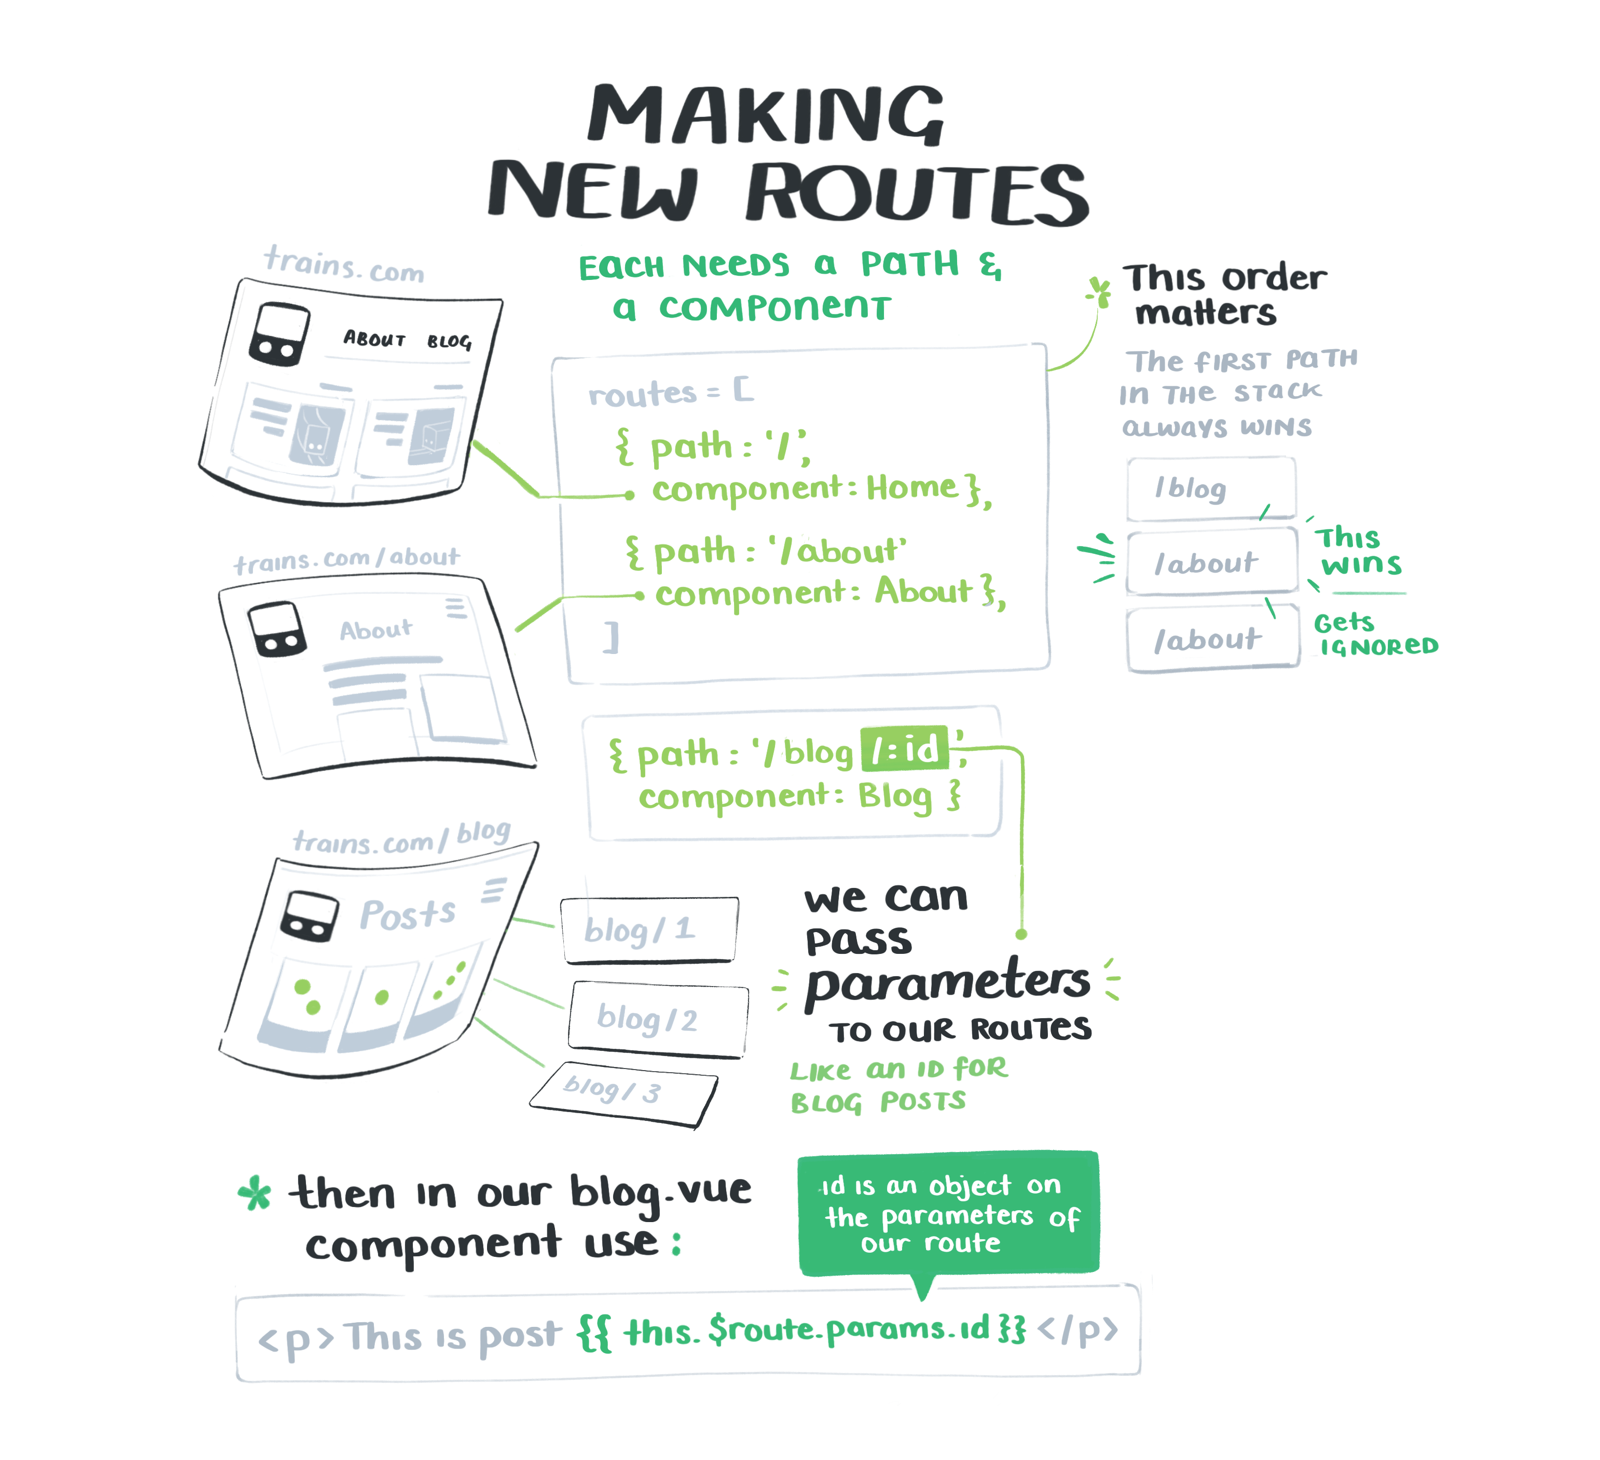 MAKING
NEW ROUTES
EACH NEEDS A PATH &
A COMPONENT
trains.com
ABOUT BLOG
routes = [
{ path : '/',
component: Home },
{ path : '/about'
component: About },
]
This order
matters
The FIRST PATH
IN THE STACK
ALWAYS WINS
/blog
/about
This
wins
/about
Gets
IGNORED
trains.com/about
About
{ path : '/blog/:id',
component: Blog }
trains.com/blog
Posts
blog/1
blog/2
blog/3
we can
pass
parameters
TO OUR ROUTES
LIKE an ID FOR
BLOG POSTS
* then in our blog.vue
component use :
id is an object on
the parameters of
our route
<p> This is post {{ this.$route.params.id }} </p>